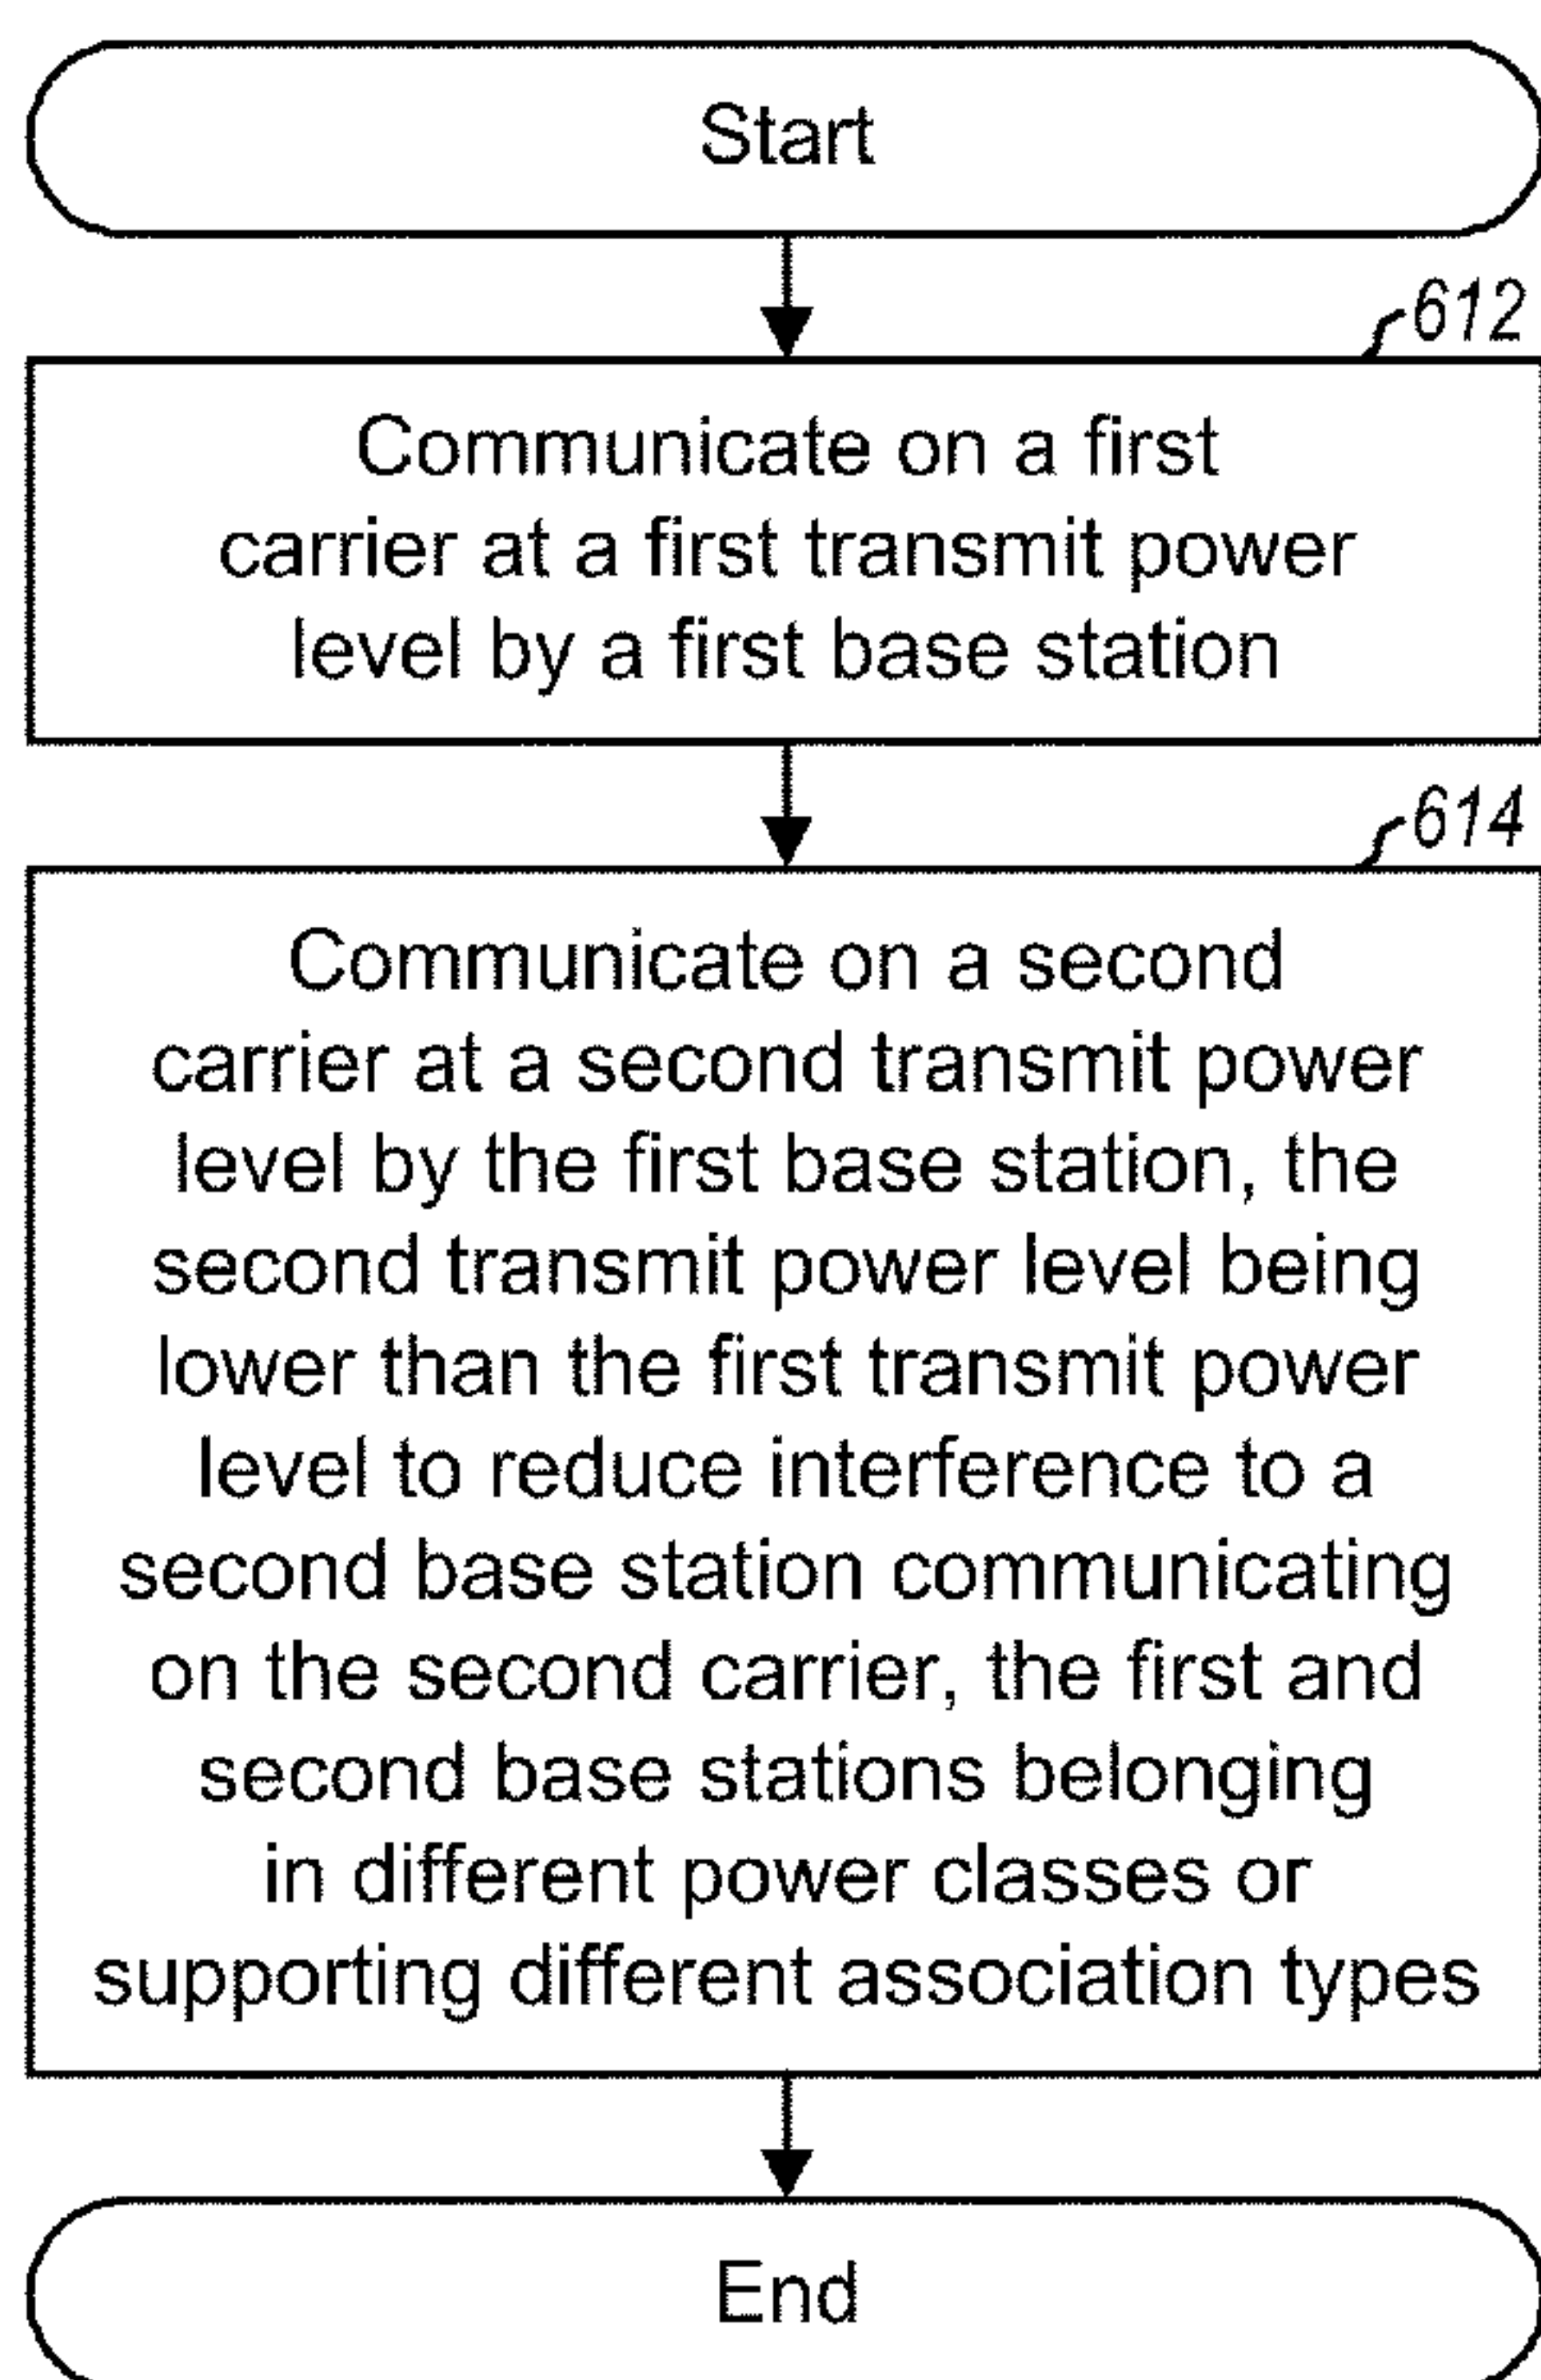 Start
612
Communicate on a first
carrier at a first transmit power
level by a first base station
614
Communicate on a second
carrier at a second transmit power
level by the first base station, the
second transmit power level being
lower than the first transmit power
level to reduce interference to a
second base station communicating
on the second carrier, the first and
second base stations belonging
in different power classes or
supporting different association types
End